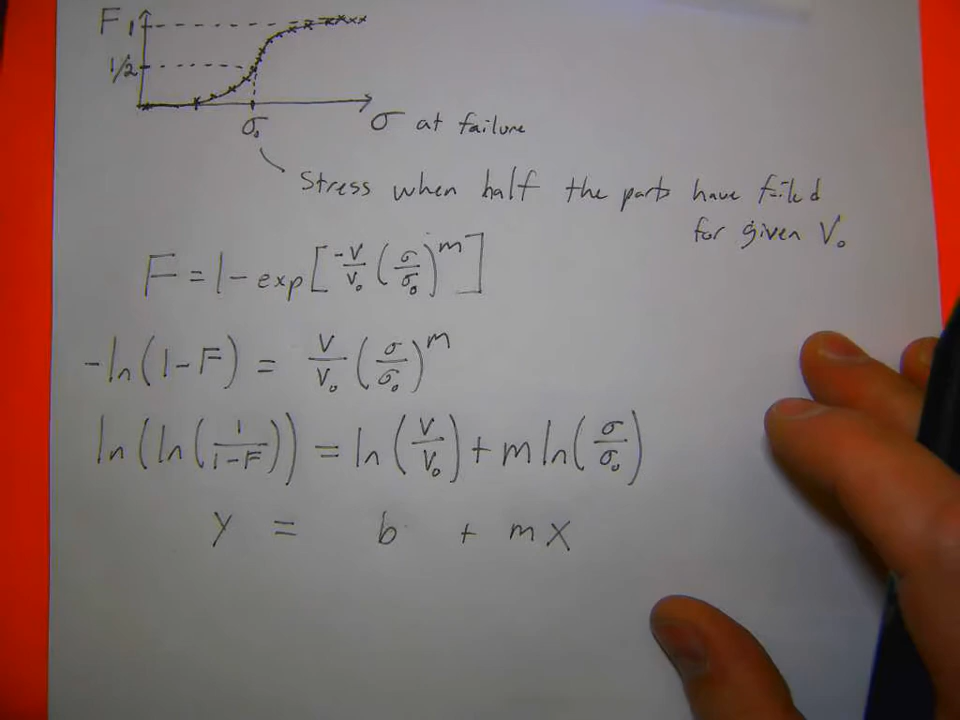 F 1
1/2
σ₀
σ at failure
Stress when half the parts have failed
for given V₀
F = 1 - exp[-V/V₀ (σ/σ₀)^m]
-ln(1-F) = V/V₀ (σ/σ₀)^m
ln(ln(1/(1-F))) = ln(V/V₀) + m ln(σ/σ₀)
y = b + mx